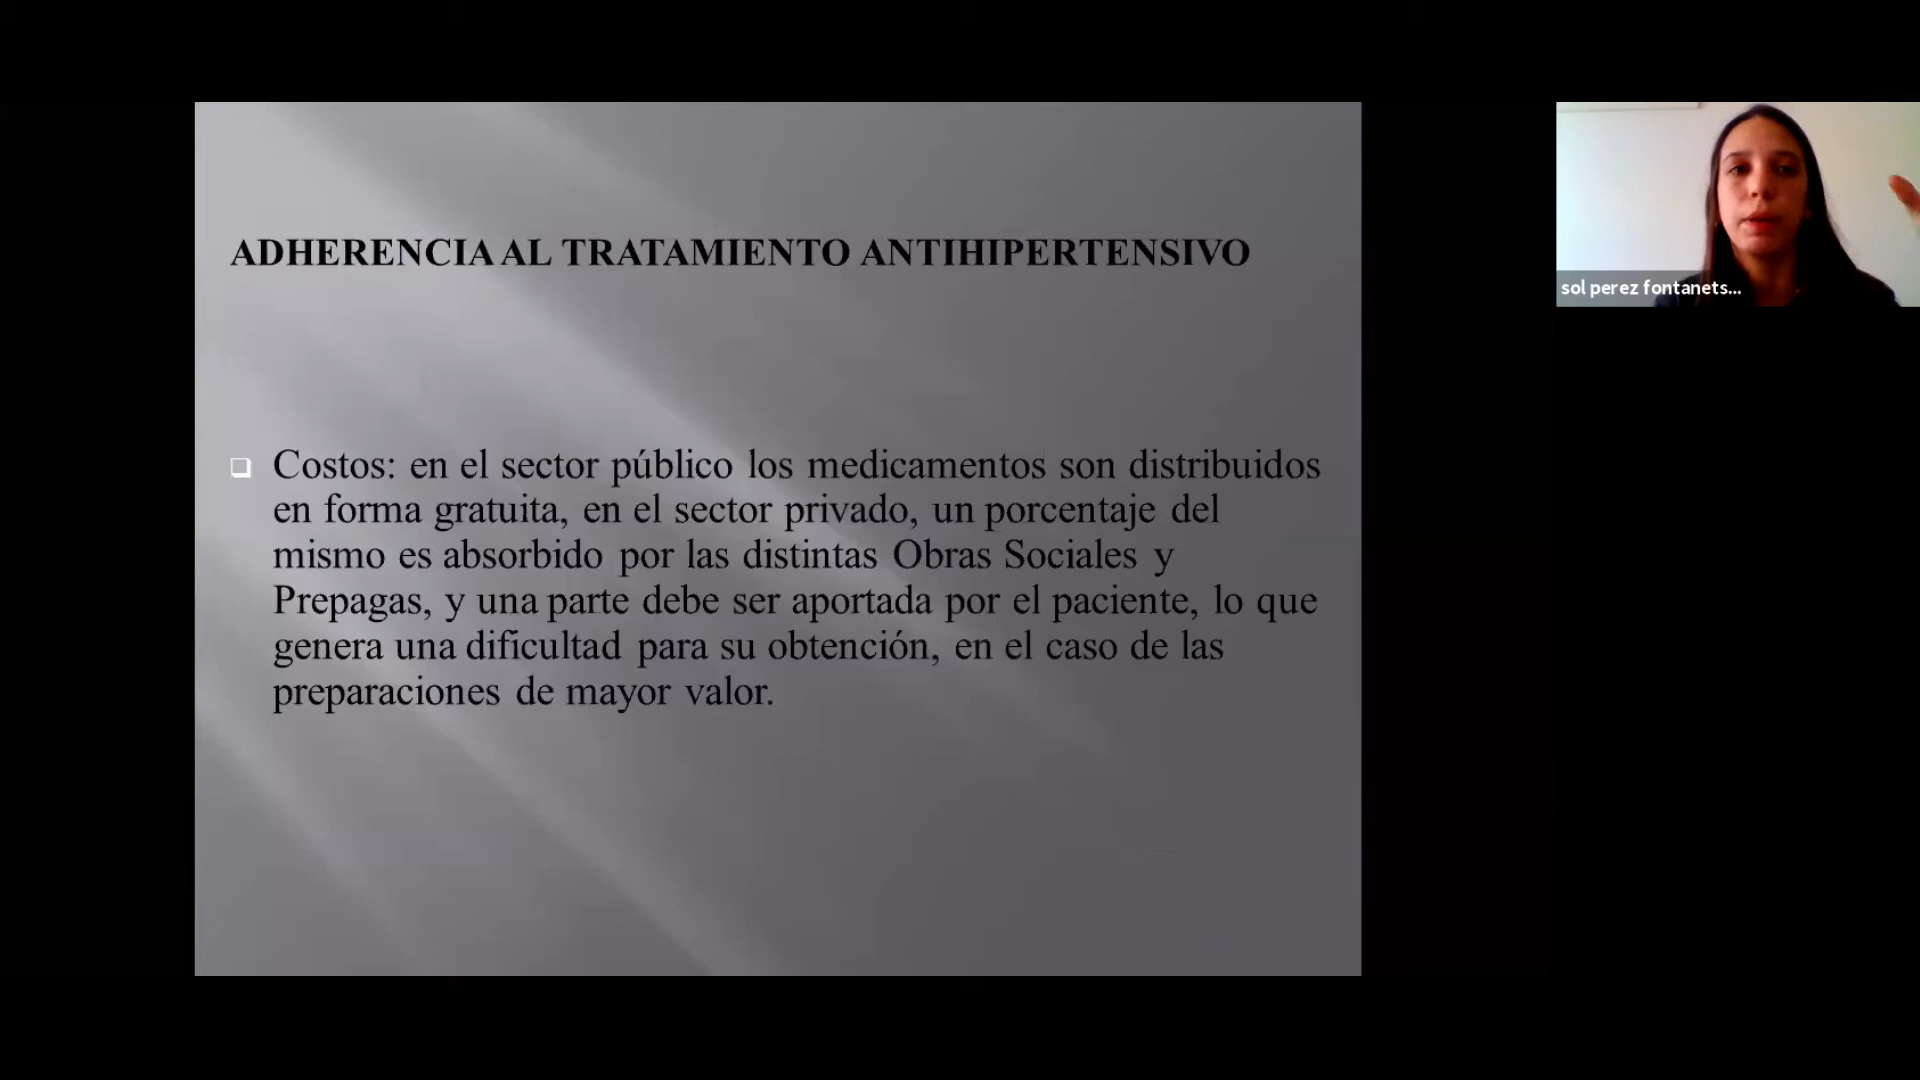 ADHERENCIA AL TRATAMIENTO ANTIHIPERTENSIVO
Costos: en el sector público los medicamentos son distribuidos
en forma gratuita, en el sector privado, un porcentaje del
mismo es absorbido por las distintas Obras Sociales y
Prepagas, y una parte debe ser aportada por el paciente, lo que
genera una dificultad para su obtención, en el caso de las
preparaciones de mayor valor.
sol perez fontanets...